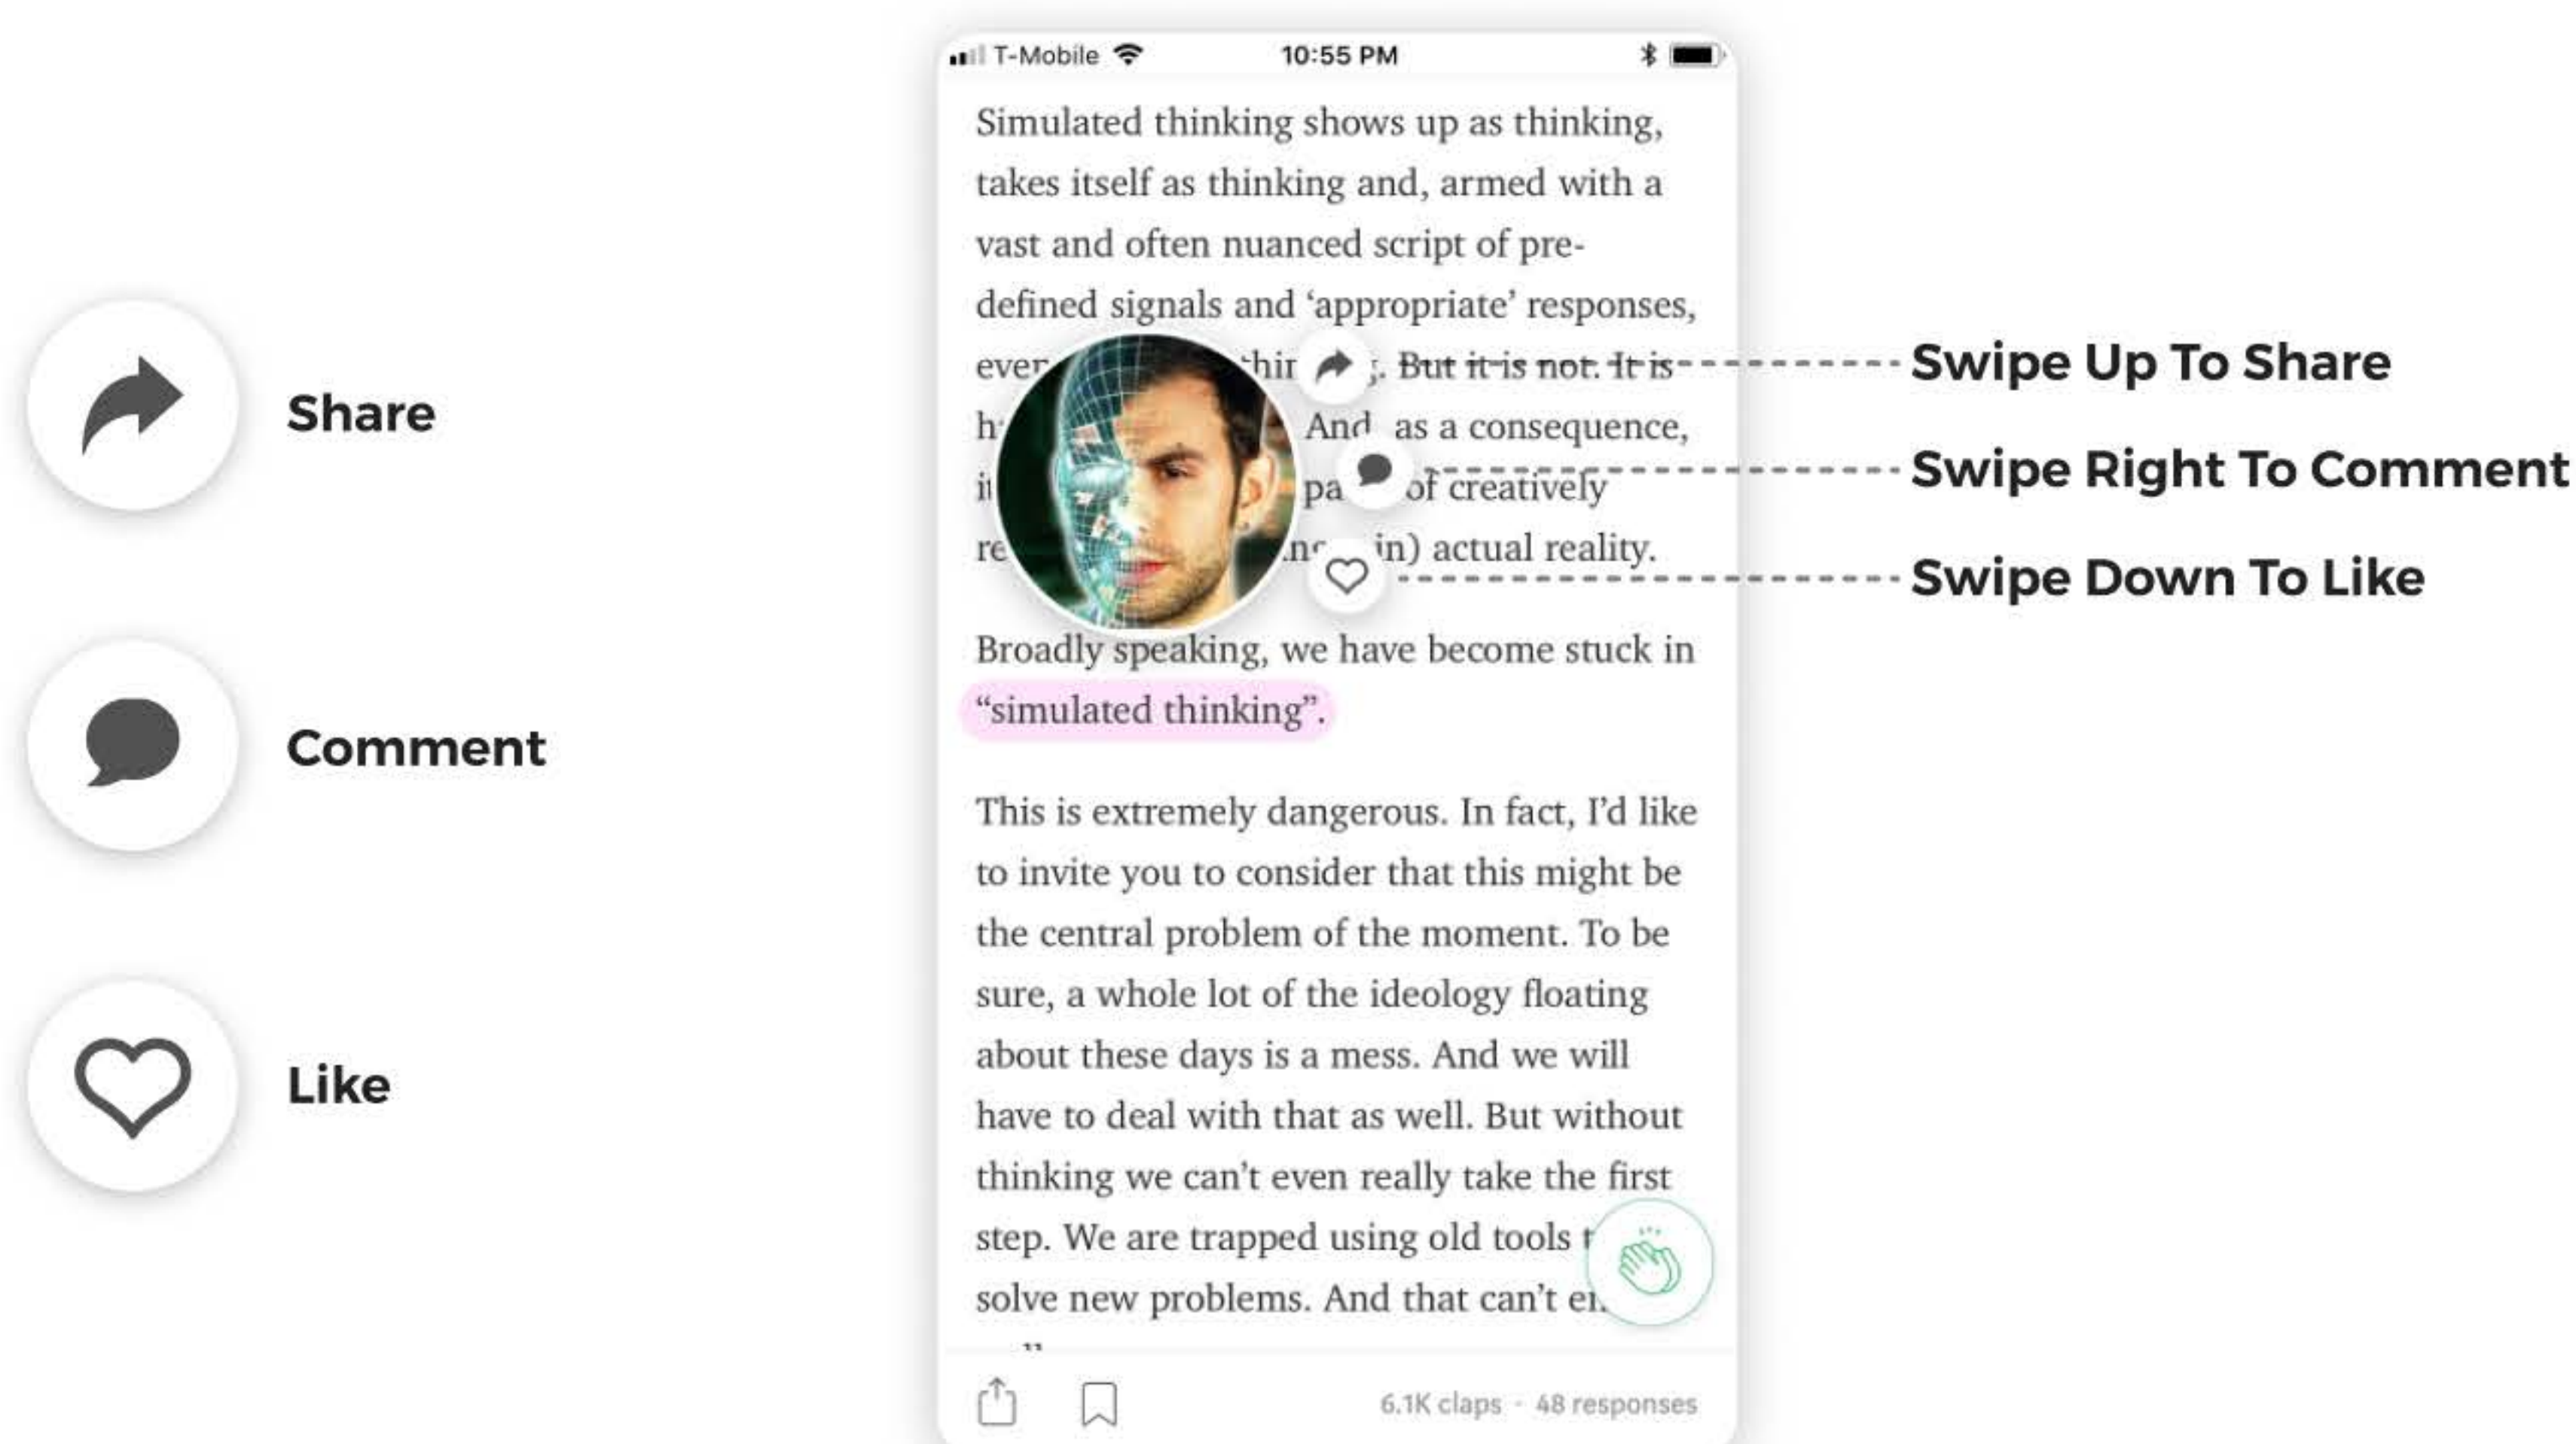 T-Mobile 10:55 PM
Simulated thinking shows up as thinking,
takes itself as thinking and, armed with a
vast and often nuanced script of pre-
defined signals and ‘appropriate’ responses,
But it is not. It is
And as a consequence,
of creatively
in) actual reality.
Broadly speaking, we have become stuck in
“simulated thinking”.
This is extremely dangerous. In fact, I’d like
to invite you to consider that this might be
the central problem of the moment. To be
sure, a whole lot of the ideology floating
about these days is a mess. And we will
have to deal with that as well. But without
thinking we can’t even really take the first
step. We are trapped using old tools
solve new problems. And that can’t
6.1K claps · 48 responses
Share
Comment
Like
Swipe Up To Share
Swipe Right To Comment
Swipe Down To Like